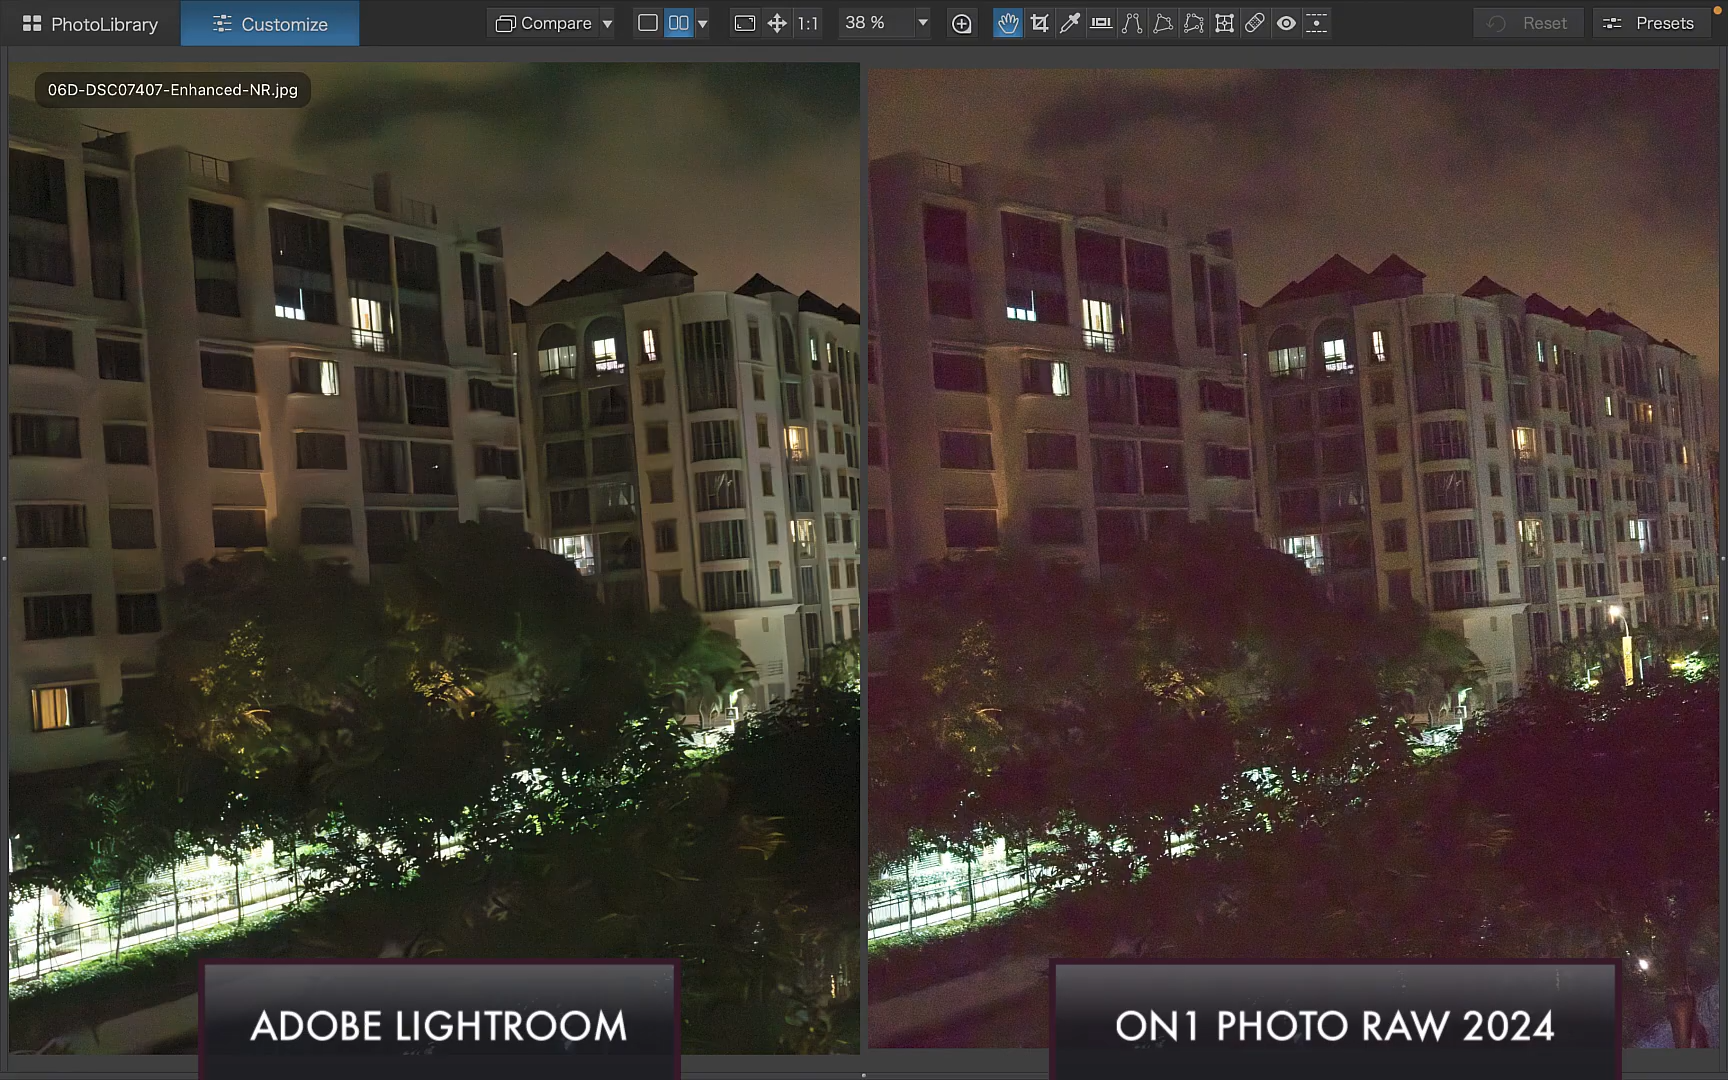 PhotoLibrary
Customize
Compare
1:1
38 %
Reset
Presets
06D-DSC07407-Enhanced-NR.jpg
ADOBE LIGHTROOM
ON1 PHOTO RAW 2024